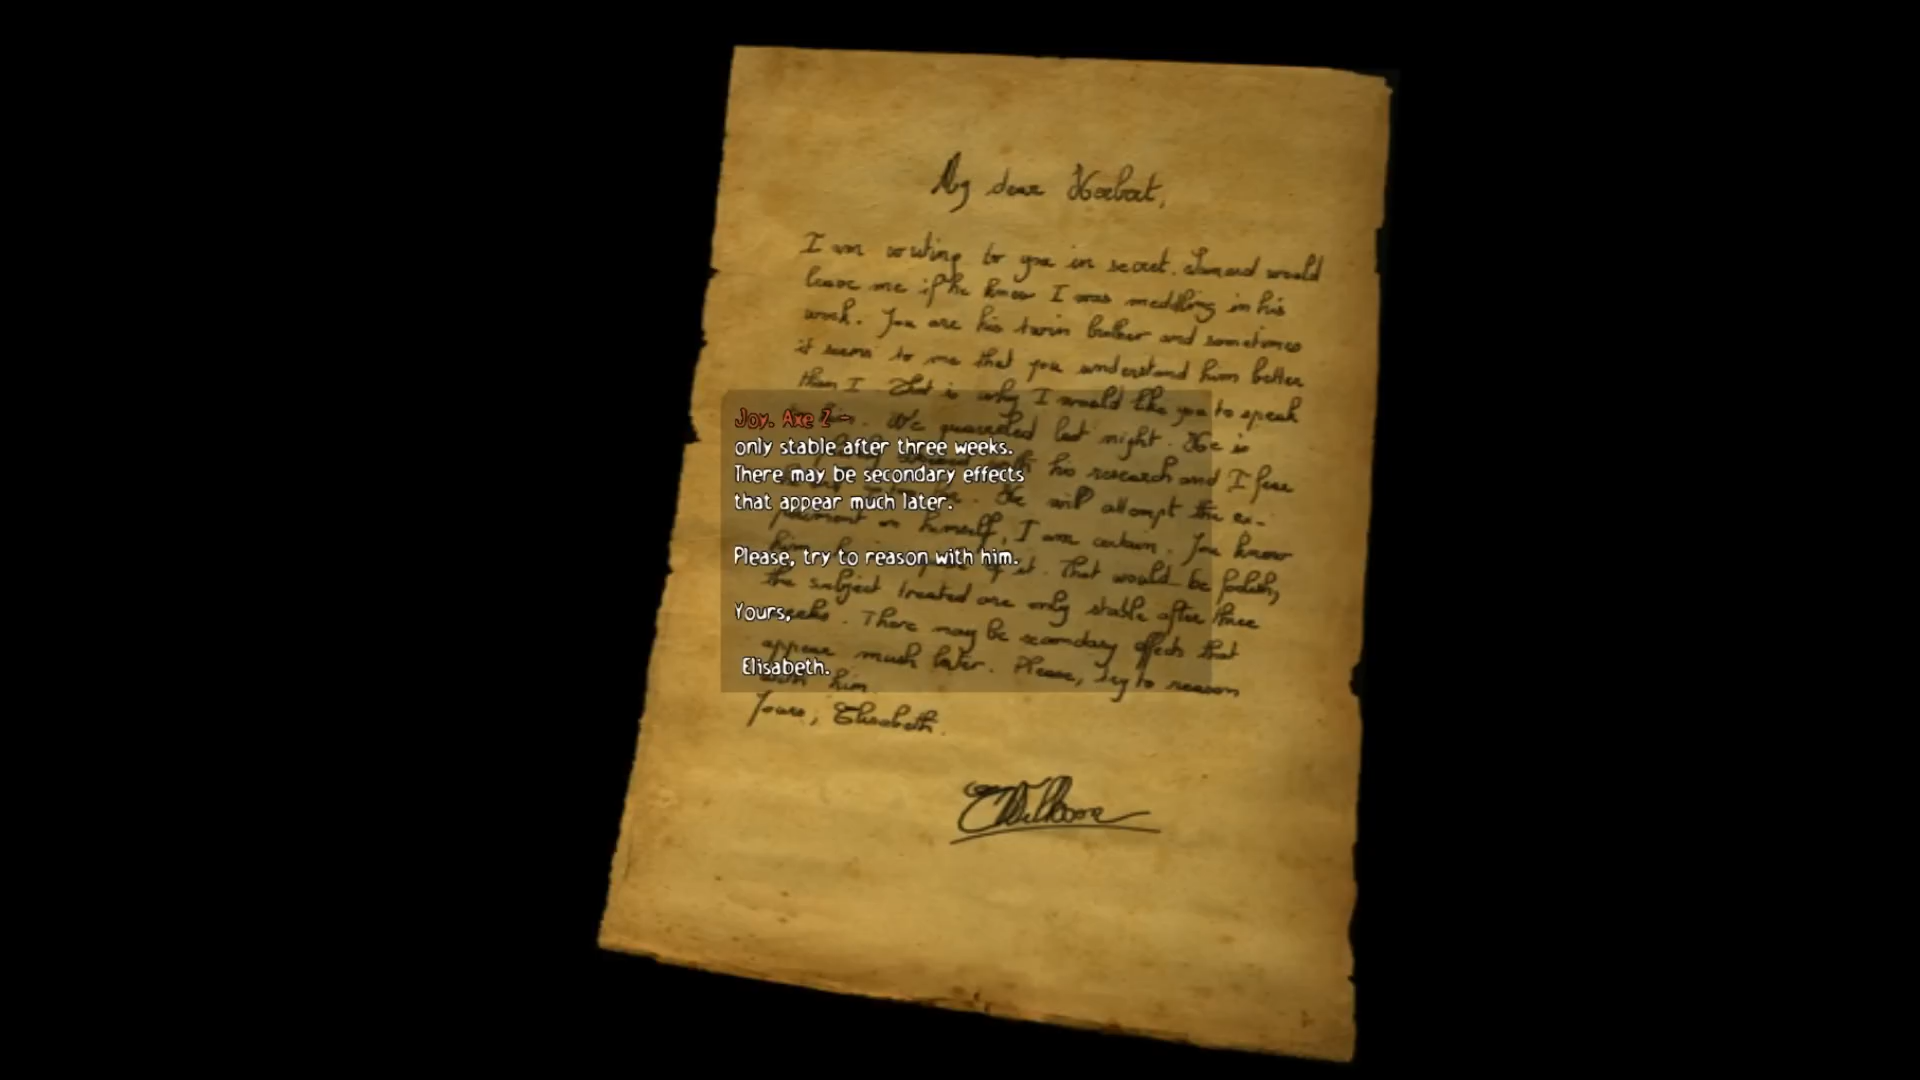 My dear Herbert,
I am writing to you in secret. would
leave me if he knew I was meddling in his
work. You are his twin brother and sometimes
it seems to me that you understand him better
than I. That is why I would like you to speak
We quarreled last night. He is
his research and I fear
He will attempt the ex-
periment on himself, I am certain. You know
him of it. That would be foolish,
the subject treated are only stable after three
weeks. There may be secondary effects that
appear much later. Please, try to reason
with him.
Yours, Elisabeth.
Joy. Axe Z -
only stable after three weeks.
There may be secondary effects
that appear much later.
Please, try to reason with him.
Yours,
Elisabeth.